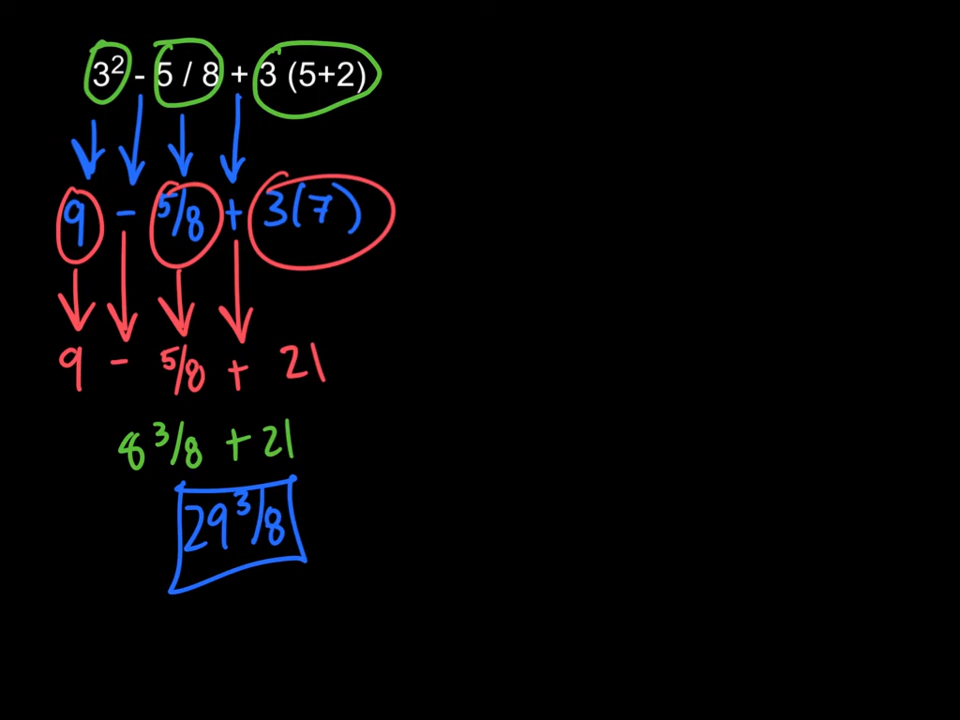 3² - 5 / 8 + 3 (5+2)
9 - 5/8 + 3(7)
9 - 5/8 + 21
8 3/8 + 21
29 3/8